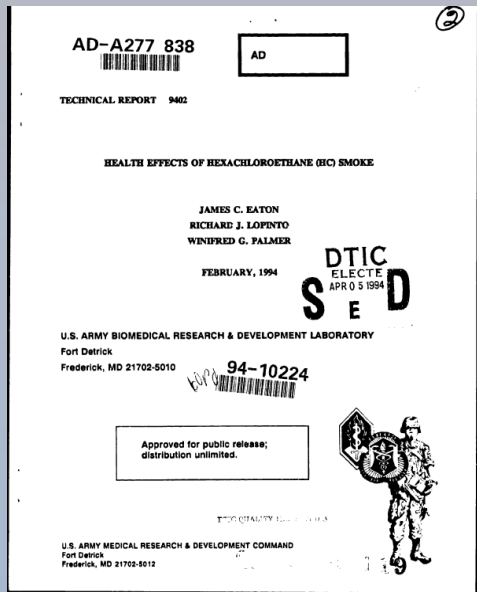 2
AD-A277 838
AD
TECHNICAL REPORT 9402
HEALTH EFFECTS OF HEXACHLOROETHANE (HC) SMOKE
JAMES C. EATON
RICHARD J. LOPINTO
WINIFRED G. PALMER
FEBRUARY, 1994
DTIC
ELECTE
APR 05 1994
S E D
U.S. ARMY BIOMEDICAL RESEARCH & DEVELOPMENT LABORATORY
Fort Detrick
Frederick, MD 21702-5010
94-10224
Approved for public release;
distribution unlimited.
U.S. ARMY MEDICAL RESEARCH & DEVELOPMENT COMMAND
Fort Detrick
Frederick, MD 21702-5012